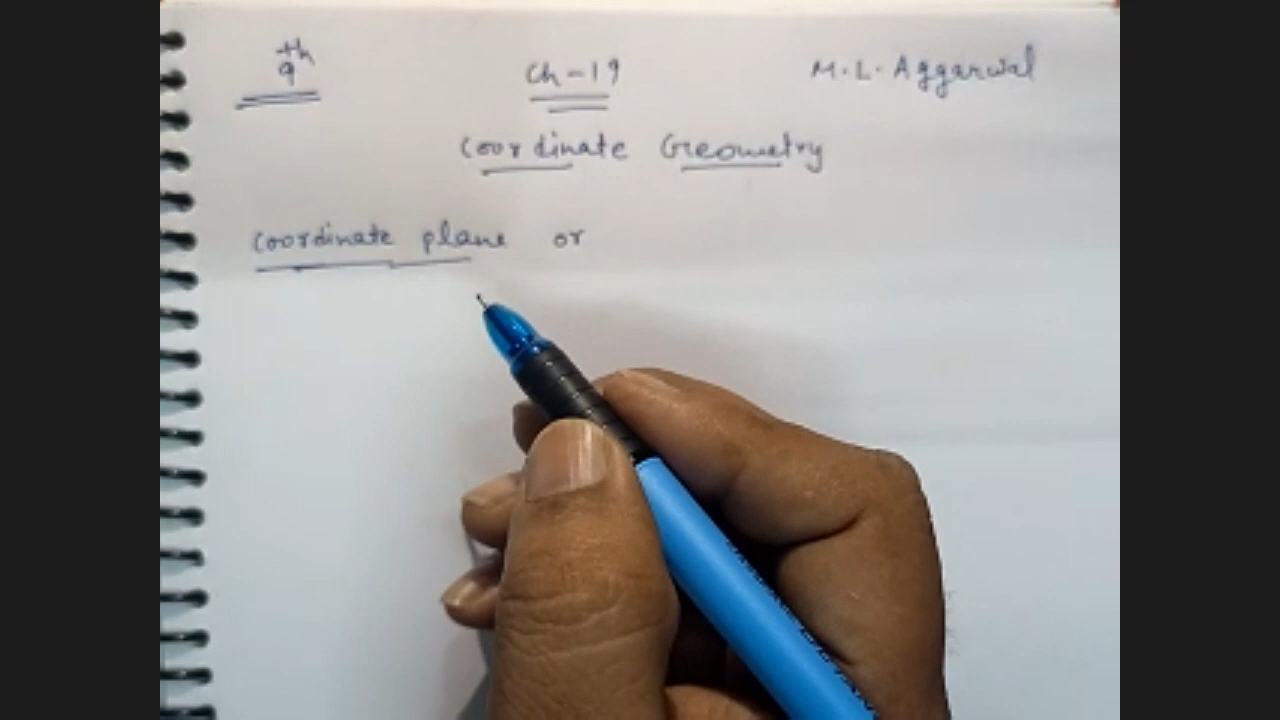 9th Ch-19 M.L. Aggarwal
Coordinate Geometry
Coordinate plane or